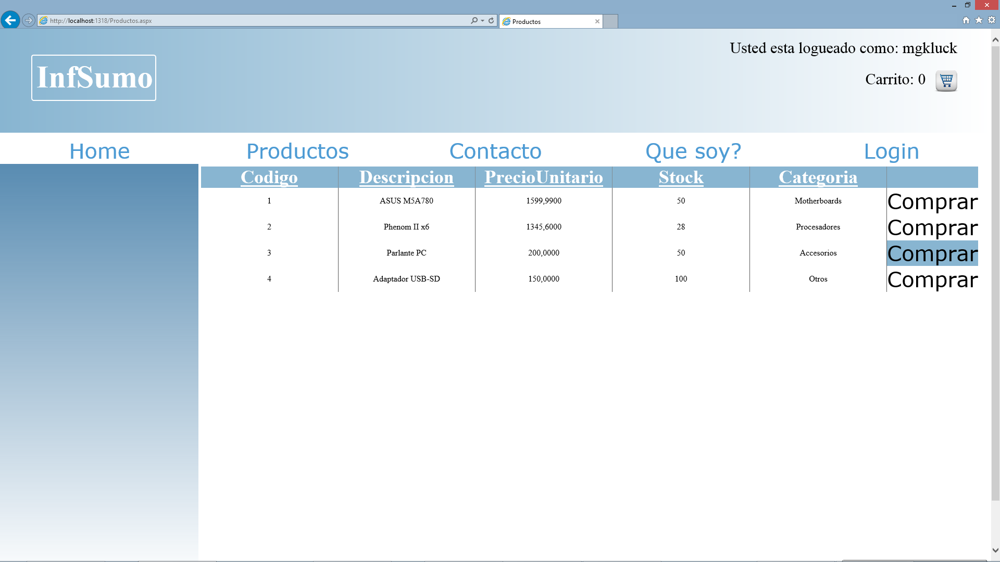 http://localhost:1318/Productos.aspx
Productos
Usted esta logueado como: mgkluck
InfSumo
Carrito: 0
Home Productos Contacto Que soy? Login
Codigo Descripcion PrecioUnitario Stock Categoria
1 ASUS M5A780 1599,9900 50 Motherboards Comprar
2 Phenom II x6 1345,6000 28 Procesadores Comprar
3 Parlante PC 200,0000 50 Accesorios Comprar
4 Adaptador USB-SD 150,0000 100 Otros Comprar